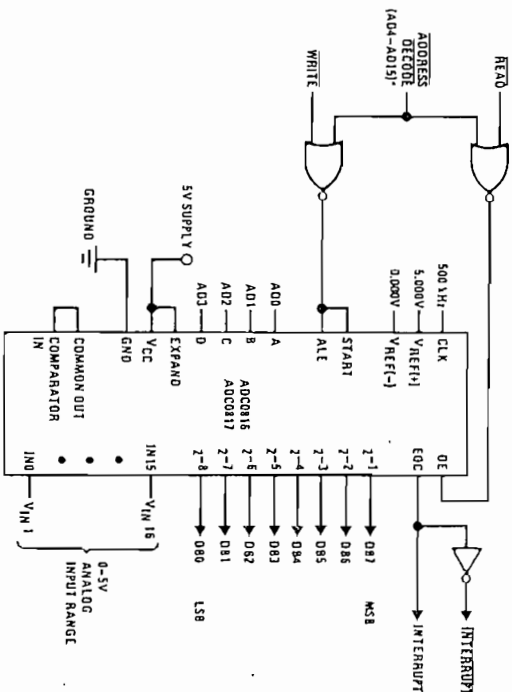 READ
ADDRESS
DECODE
(AD4-AD15)*
WRITE
500 kHz
5.000V
0.000V
AD0
AD1
AD2
AD3
5V SUPPLY
GROUND
CLK
VREF(+)
VREF(-)
START
ALE
A
B
C
D
EXPAND
VCC
GND
COMMON OUT
COMPARATOR
IN
ADC0816
ADC0817
OE
EOC
2-1
2-2
2-3
2-4
2-5
2-6
2-7
2-8
IN15
IN0
INTERRUPT
INTERRUPT
DB7 MSB
DB6
DB5
DB4
DB3
DB2
DB1
DB0 LSB
VIN 16
VIN 1
0-5V
ANALOG
INPUT RANGE